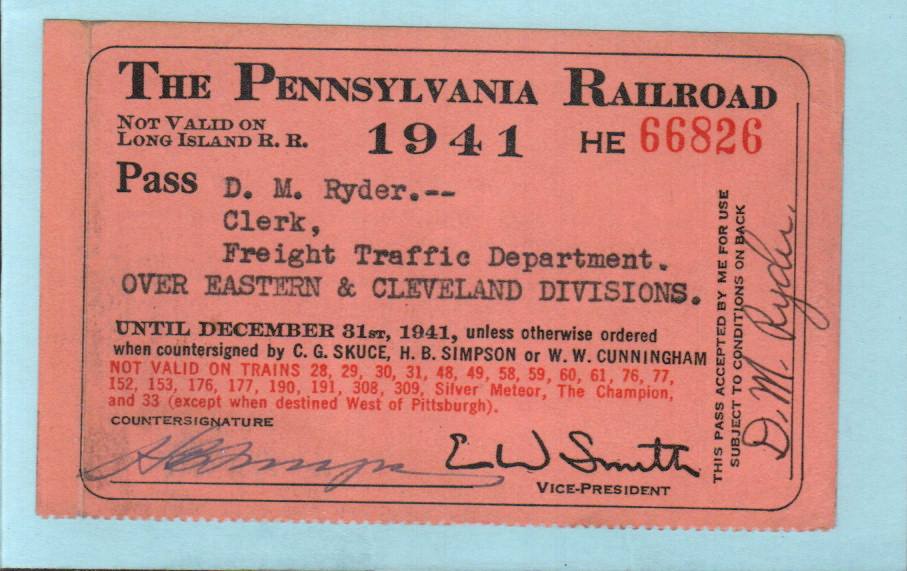 THE PENNSYLVANIA RAILROAD
NOT VALID ON
LONG ISLAND R. R.
1941
HE 66826
Pass D. M. Ryder.--
Clerk,
Freight Traffic Department.
OVER EASTERN & CLEVELAND DIVISIONS.
UNTIL DECEMBER 31ST, 1941, unless otherwise ordered
when countersigned by C. G. SKUCE, H. B. SIMPSON or W. W. CUNNINGHAM
NOT VALID ON TRAINS 28, 29, 30, 31, 48, 49, 58, 59, 60, 61, 76, 77,
152, 153, 176, 177, 190, 191, 308, 309, Silver Meteor, The Champion,
and 33 (except when destined West of Pittsburgh).
COUNTERSIGNATURE
E W Smith
VICE-PRESIDENT
THIS PASS ACCEPTED BY ME FOR USE
SUBJECT TO CONDITIONS ON BACK
D. M. Ryder.